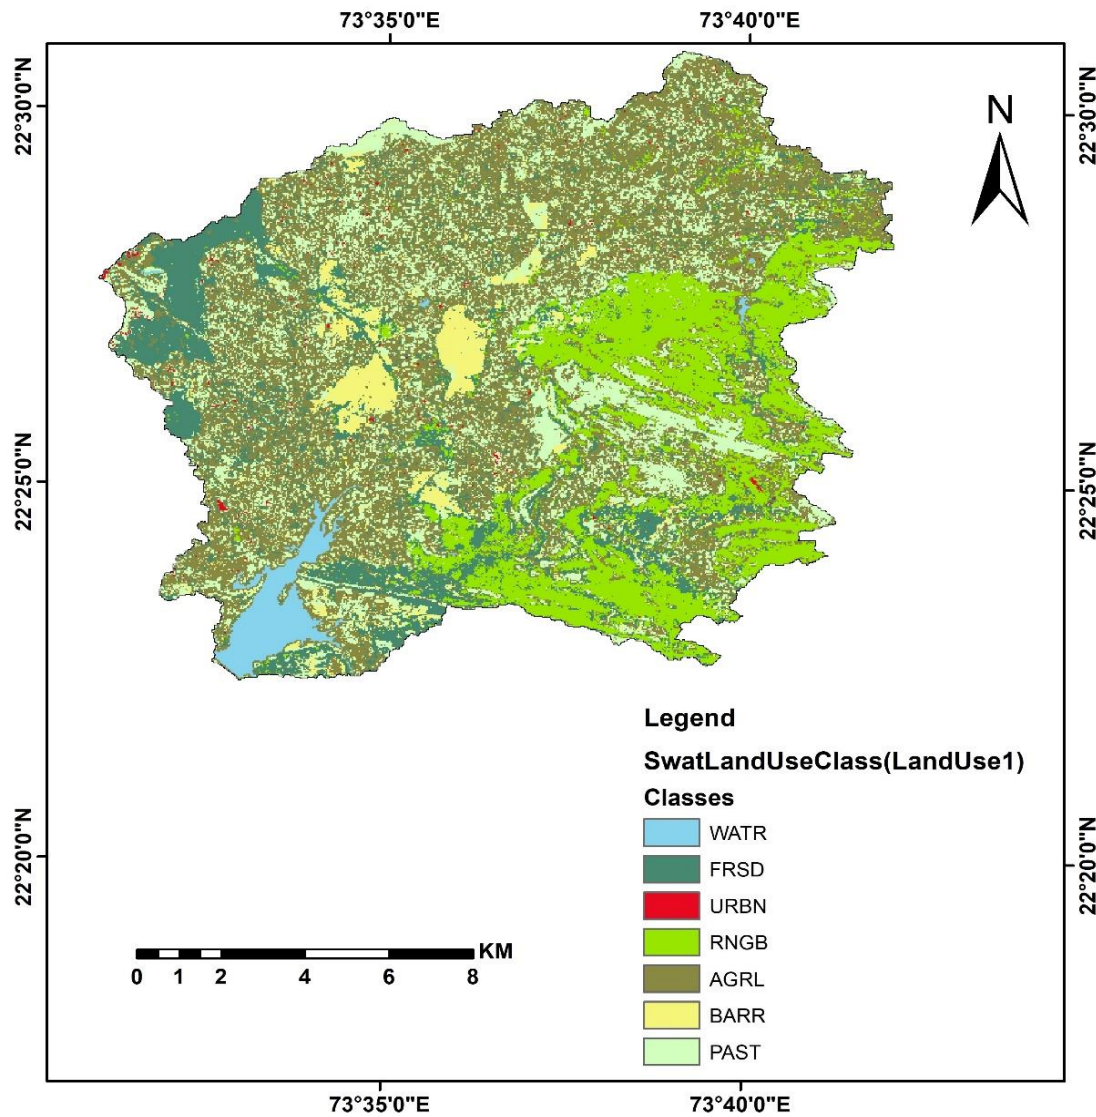 73°35'0"E 73°40'0"E
22°30'0"N
22°30'0"N
N
22°25'0"N
22°25'0"N
Legend
SwatLandUseClass(LandUse1)
Classes
WATR
22°20'0"N
22°20'0"N
FRSD
URBN
RNGB
KM
AGRL
0 1 2 4 6 8
BARR
PAST
73°35'0"E 73°40'0"E